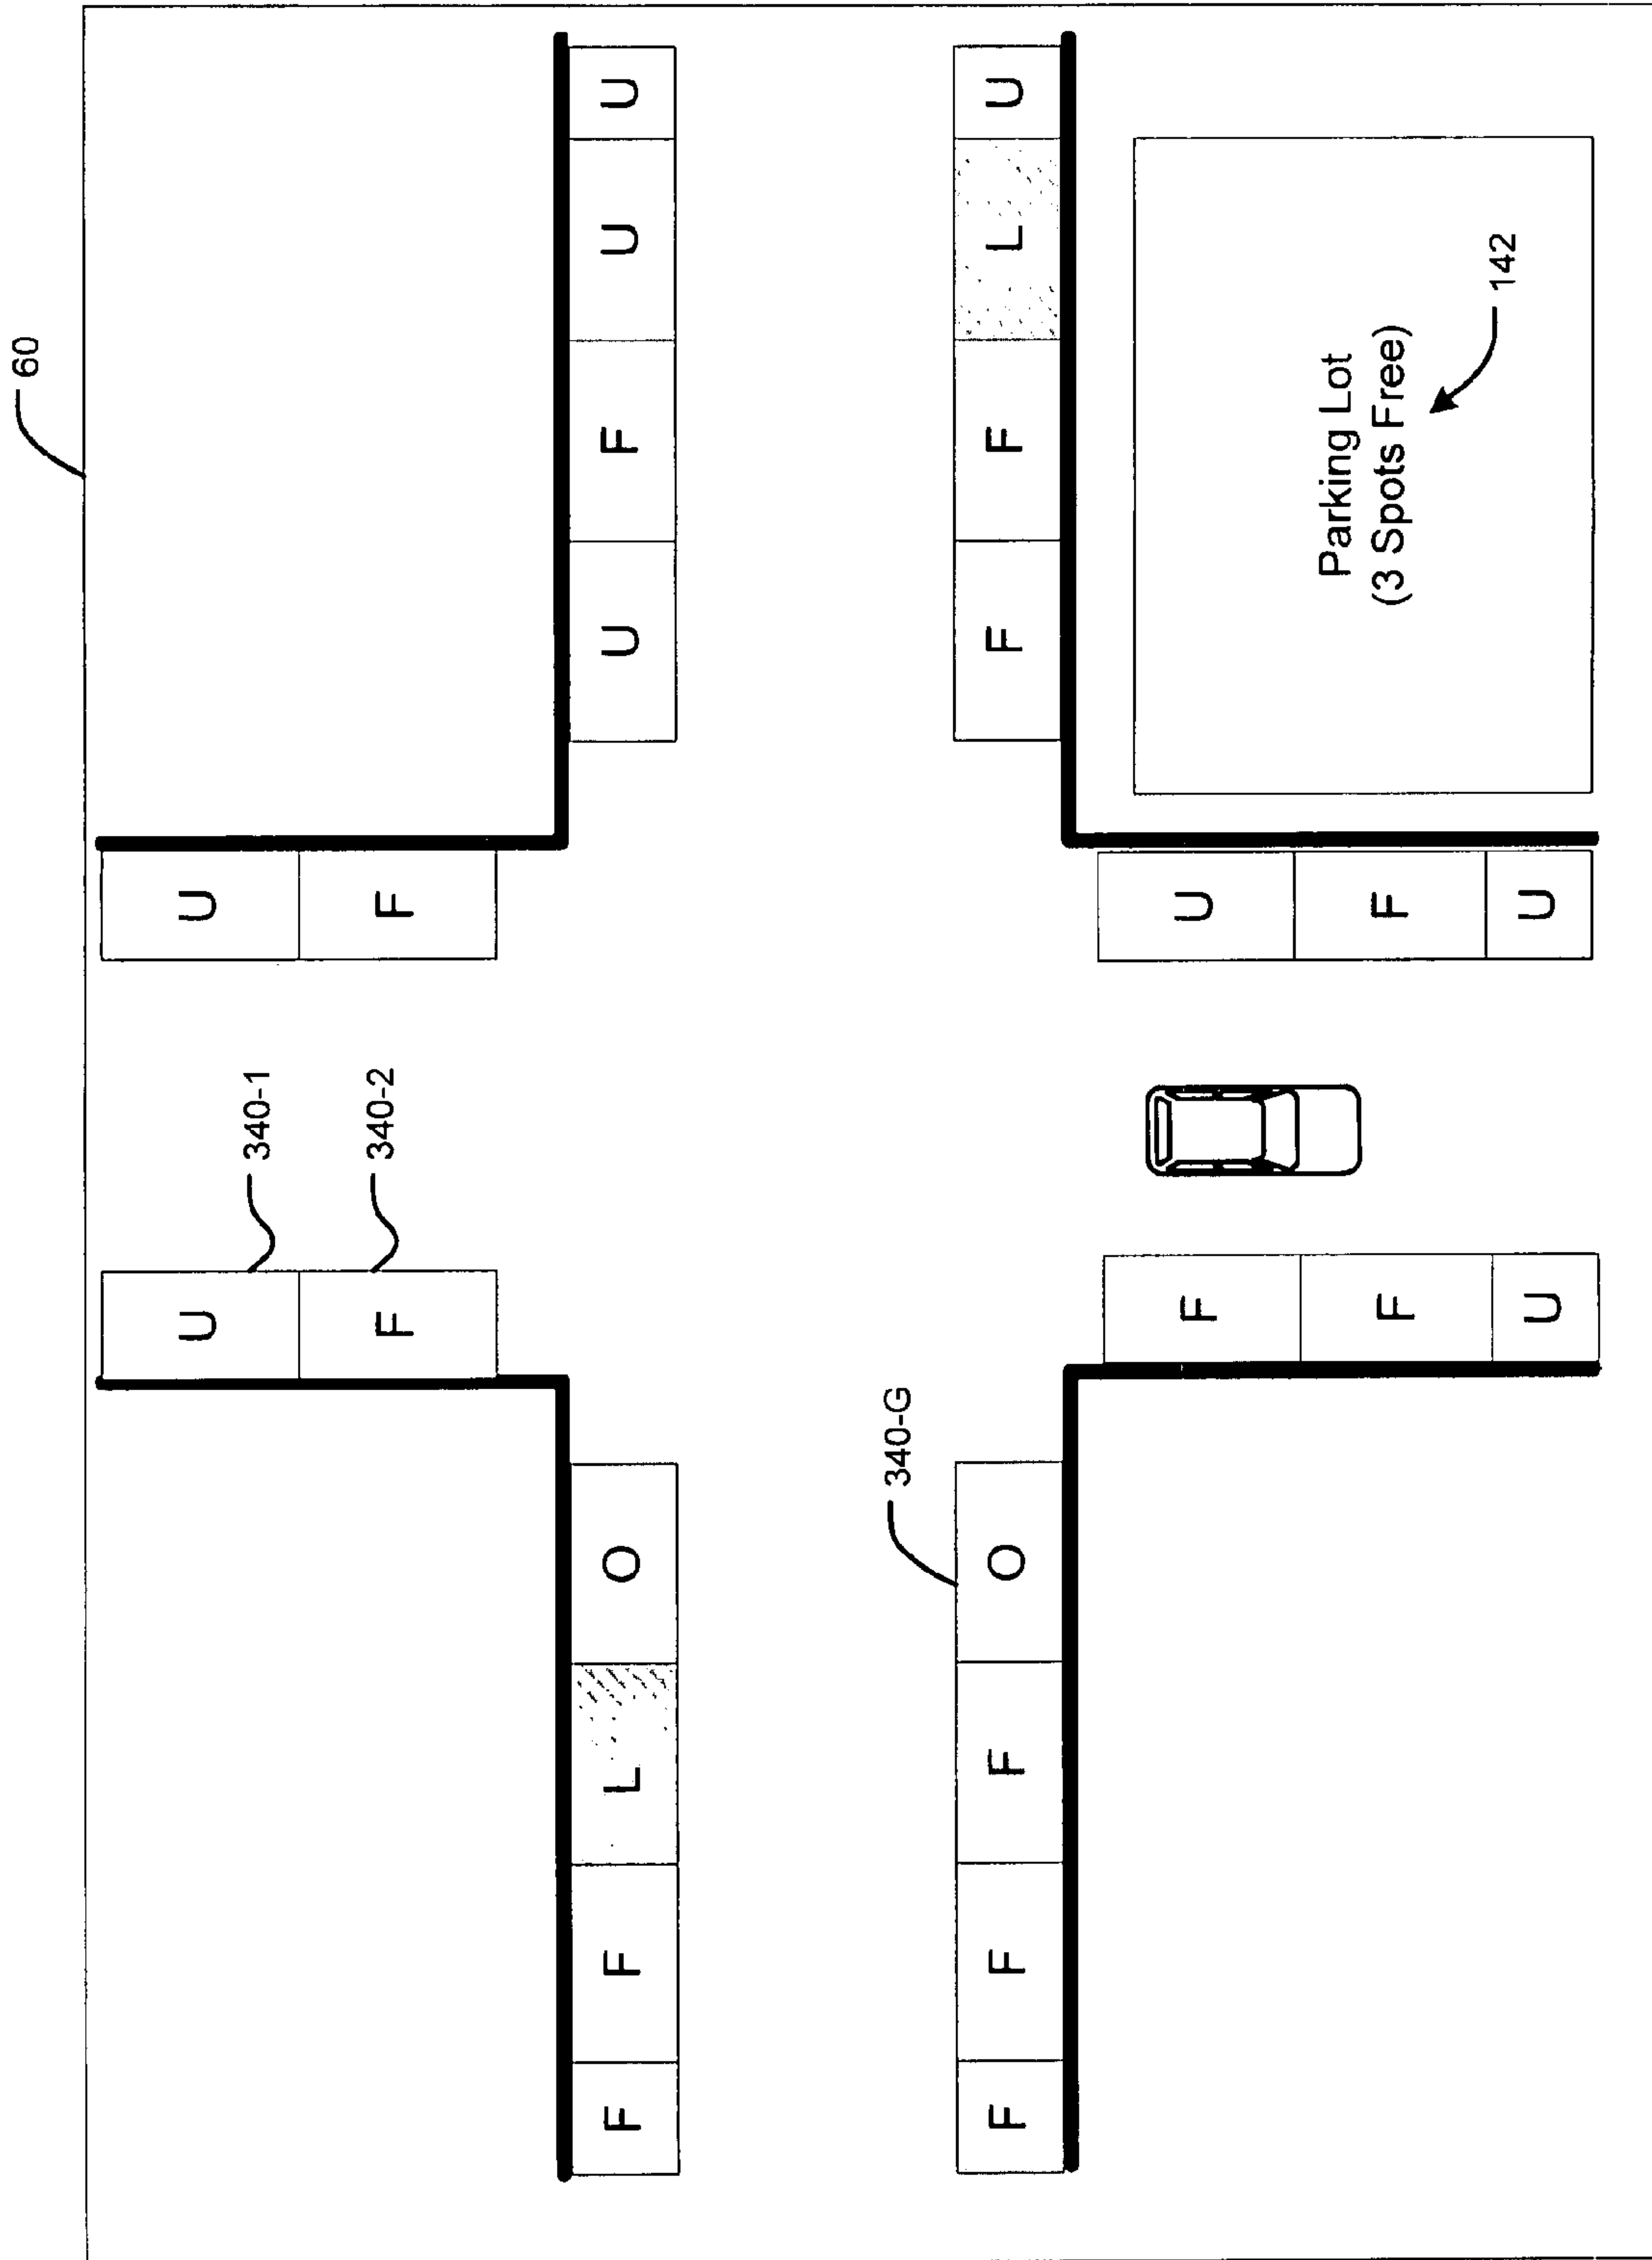 60
U U
340-1
F 340-2 F
F F L O U F U U
340-G
F F F O F F L U
F U
Parking Lot
F F (3 Spots Free)
142
U U